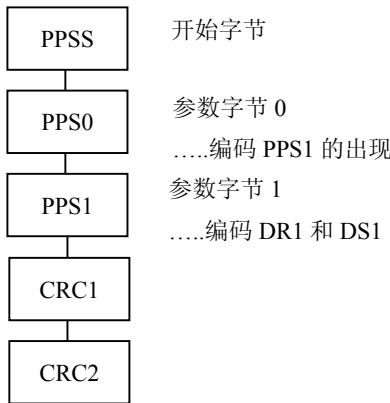 PPSS 开始字节
PPS0 参数字节 0
…..编码 PPS1 的出现
PPS1 参数字节 1
…..编码 DR1 和 DS1
CRC1
CRC2